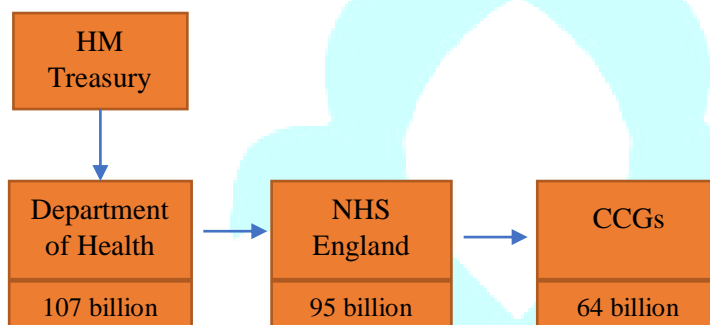 HM
Treasury
Department
of Health
107 billion
NHS
England
95 billion
CCGs
64 billion